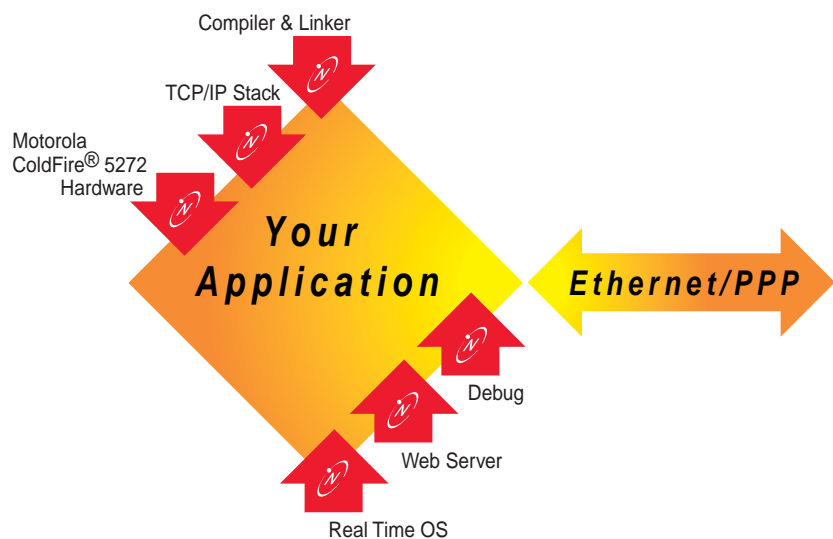 Compiler & Linker
TCP/IP Stack
Motorola
ColdFire® 5272
Hardware
Your
Application
Ethernet/PPP
Debug
Web Server
Real Time OS